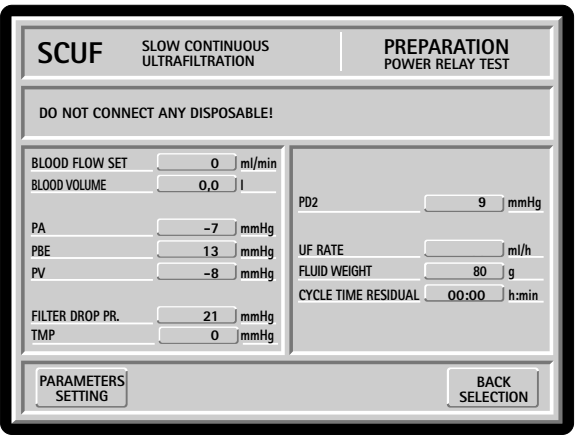 SCUF
SLOW CONTINUOUS
ULTRAFILTRATION
PREPARATION
POWER RELAY TEST
DO NOT CONNECT ANY DISPOSABLE!
BLOOD FLOW SET 0 ml/min
BLOOD VOLUME 0,0 l
PA −7 mmHg
PBE 13 mmHg
PV −8 mmHg
FILTER DROP PR. 21 mmHg
TMP 0 mmHg
PD2 9 mmHg
UF RATE ml/h
FLUID WEIGHT 80 g
CYCLE TIME RESIDUAL 00:00 h:min
PARAMETERS
SETTING
BACK
SELECTION